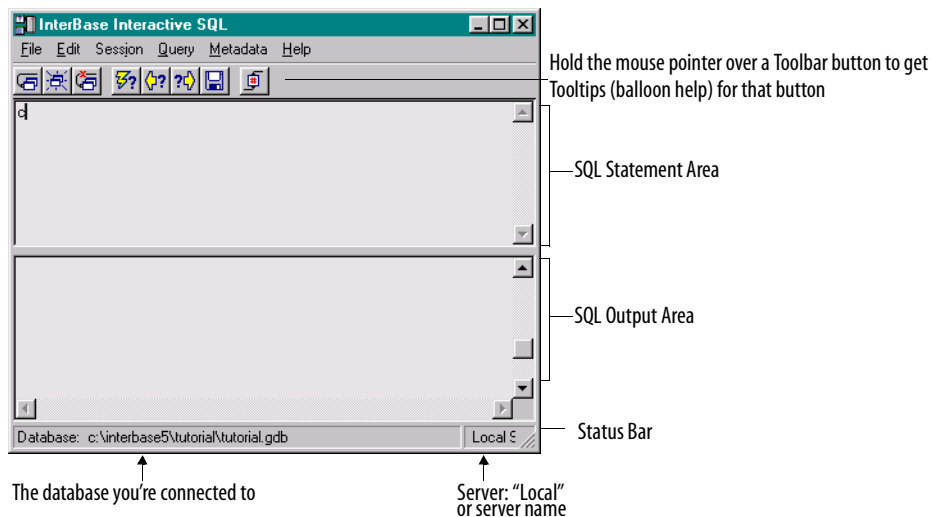 InterBase Interactive SQL
File Edit Session Query Metadata Help
Hold the mouse pointer over a Toolbar button to get
Tooltips (balloon help) for that button
c
SQL Statement Area
SQL Output Area
Database: c:\interbase5\tutorial\tutorial.gdb
Local S
Status Bar
The database you're connected to
Server: “Local”
or server name